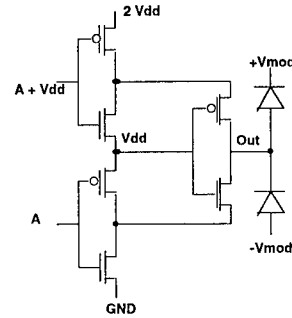 2 Vdd
+Vmod
A + Vdd
Vdd
Out
A
-Vmod
GND